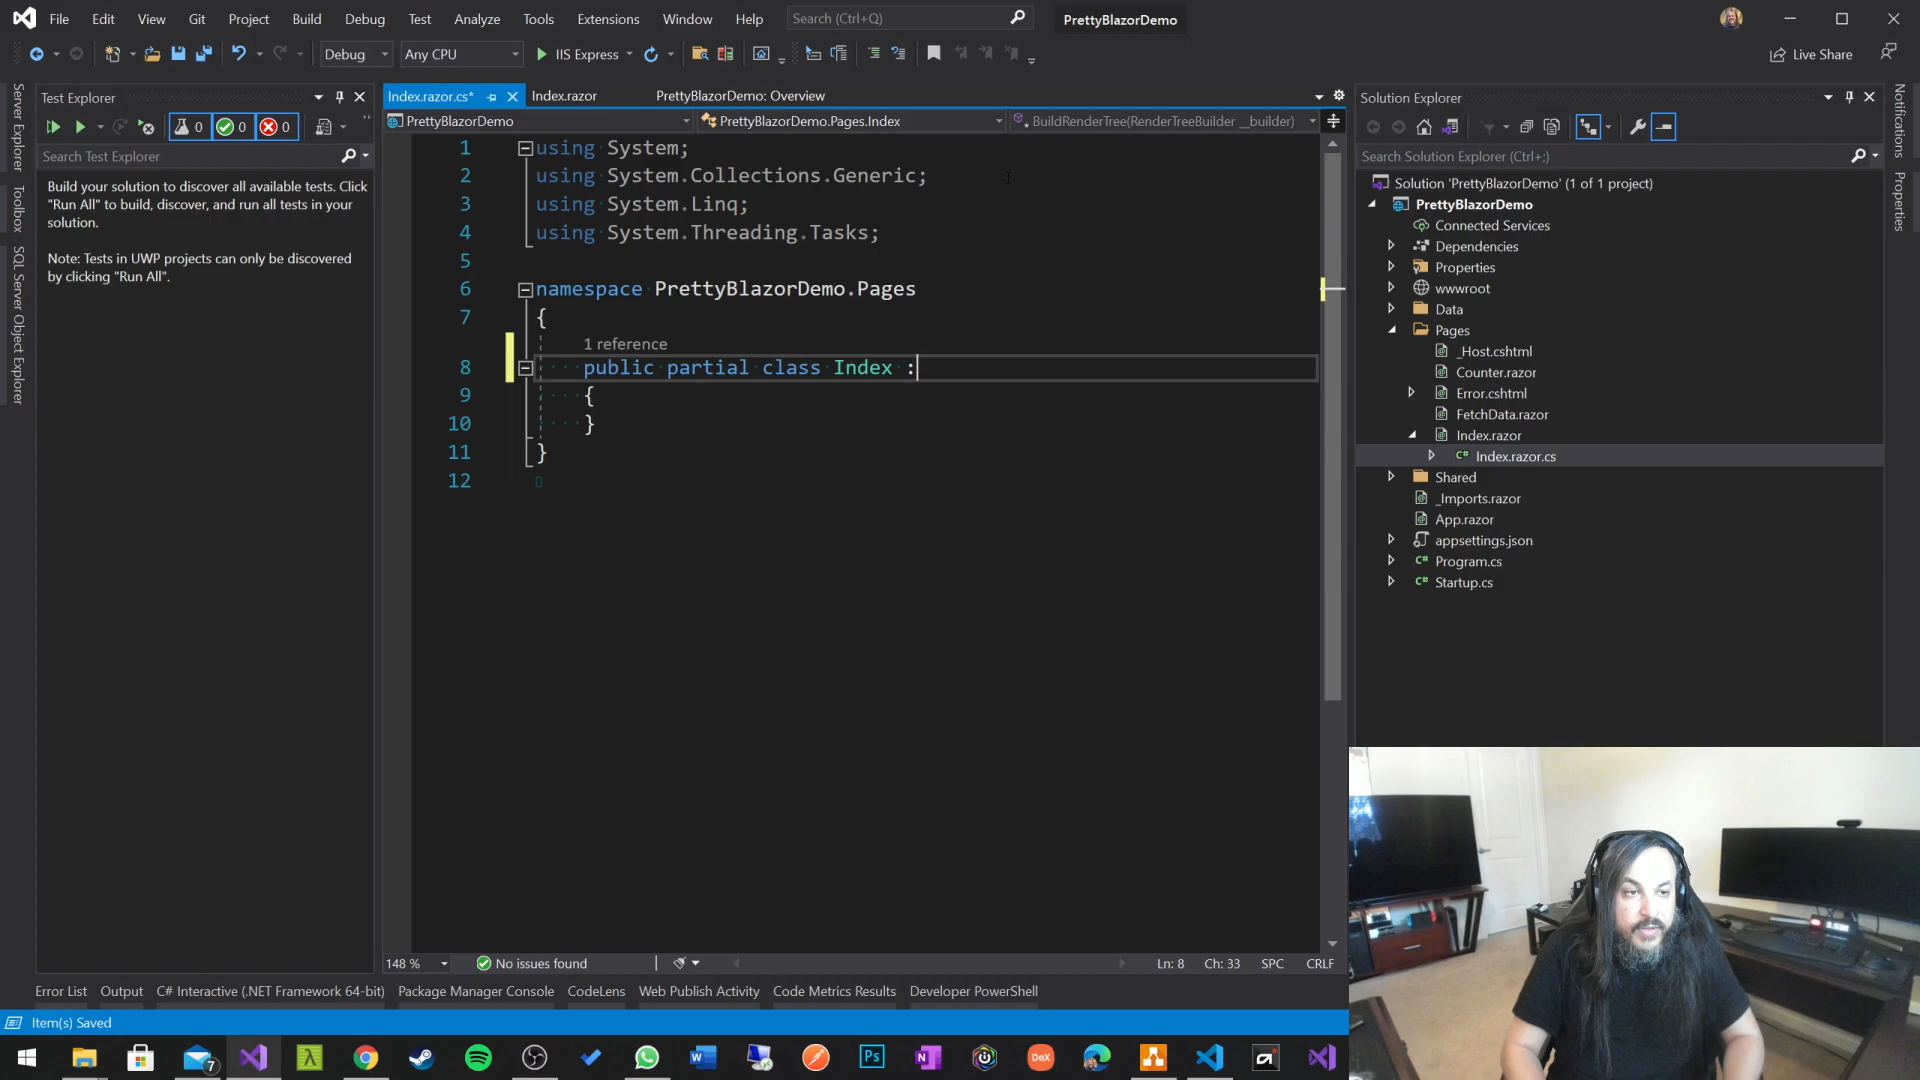 File Edit View Git Project Build Debug Test Analyze Tools Extensions Window Help Search (Ctrl+Q) PrettyBlazorDemo
Debug Any CPU IIS Express Live Share
Server Explorer
Toolbox
SQL Server Object Explorer
Test Explorer
0 0 0
Search Test Explorer
Build your solution to discover all available tests. Click
"Run All" to build, discover, and run all tests in your
solution.
Note: Tests in UWP projects can only be discovered
by clicking "Run All".
Index.razor.cs* Index.razor PrettyBlazorDemo: Overview
PrettyBlazorDemo PrettyBlazorDemo.Pages.Index BuildRenderTree(RenderTreeBuilder __builder)
1 using System;
2 using System.Collections.Generic;
3 using System.Linq;
4 using System.Threading.Tasks;
5
6 namespace PrettyBlazorDemo.Pages
7 {
1 reference
8 public partial class Index :
9 {
10 }
11 }
12
148 % No issues found Ln: 8 Ch: 33 SPC CRLF
Solution Explorer
Search Solution Explorer (Ctrl+;)
Solution 'PrettyBlazorDemo' (1 of 1 project)
PrettyBlazorDemo
Connected Services
Dependencies
Properties
wwwroot
Data
Pages
_Host.cshtml
Counter.razor
Error.cshtml
FetchData.razor
Index.razor
C# Index.razor.cs
Shared
_Imports.razor
App.razor
appsettings.json
C# Program.cs
C# Startup.cs
Notifications
Properties
Error List Output C# Interactive (.NET Framework 64-bit) Package Manager Console CodeLens Web Publish Activity Code Metrics Results Developer PowerShell
Item(s) Saved
7 λ W Ps N DeX